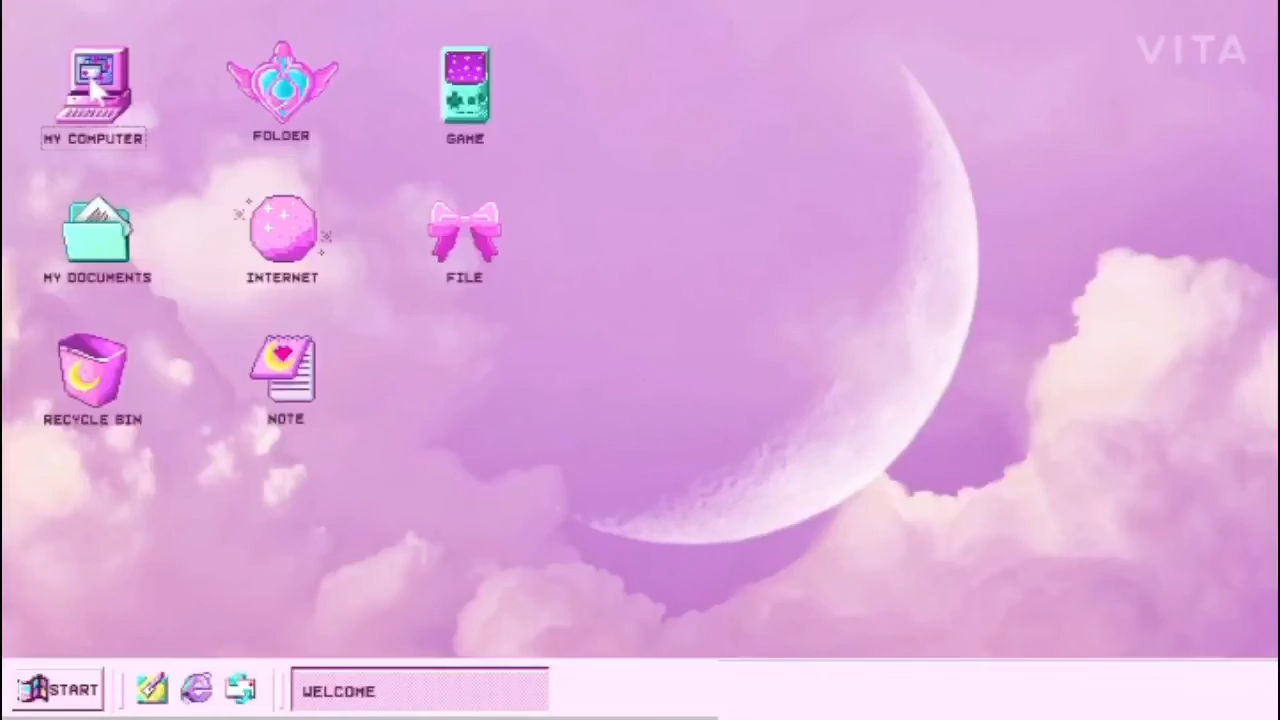 VITA
MY COMPUTER
FOLDER
GAME
MY DOCUMENTS
INTERNET
FILE
RECYCLE BIN
NOTE
START
WELCOME